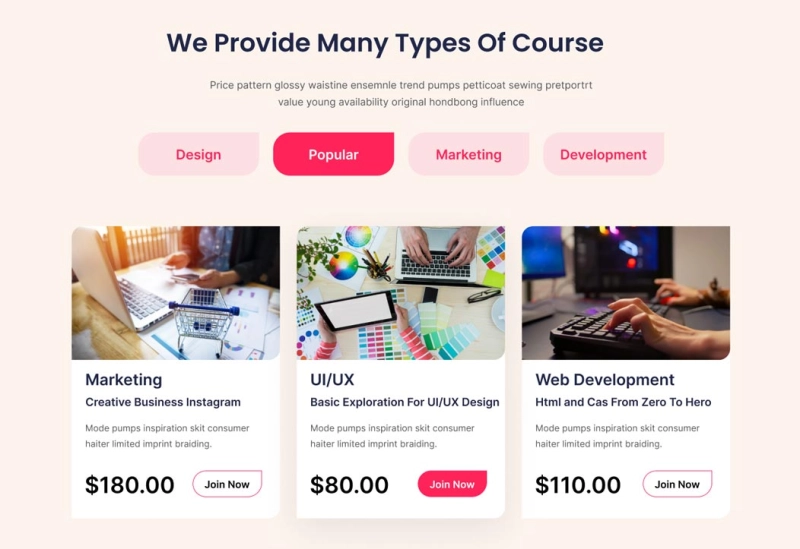 We Provide Many Types Of Course
Price pattern glossy waistine ensemnle trend pumps petticoat sewing pretportrt
value young availability original hondbong influence
Design
Popular
Marketing
Development
Marketing
Creative Business Instagram
Mode pumps inspiration skit consumer
haiter limited imprint braiding.
$180.00
Join Now
UI/UX
Basic Exploration For UI/UX Design
Mode pumps inspiration skit consumer
haiter limited imprint braiding.
$80.00
Join Now
Web Development
Html and Cas From Zero To Hero
Mode pumps inspiration skit consumer
haiter limited imprint braiding.
$110.00
Join Now